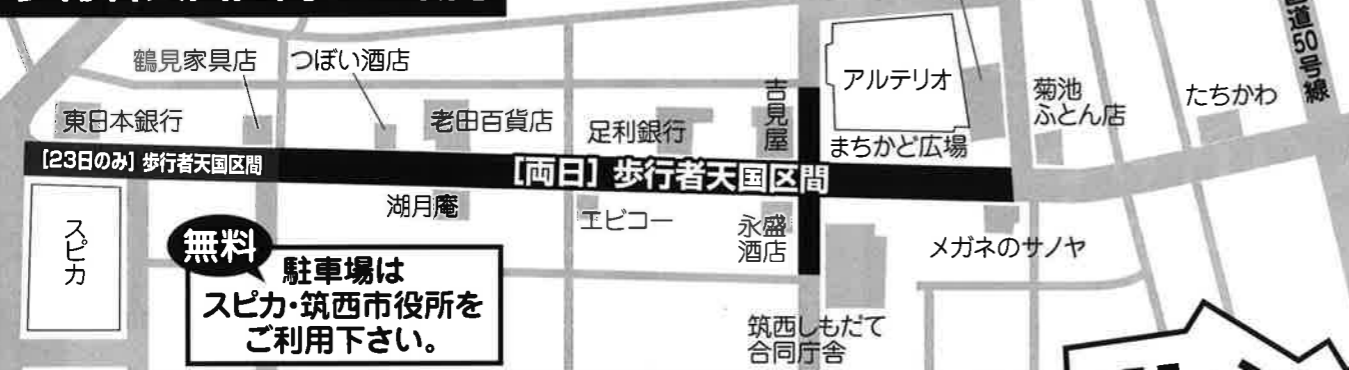 鶴見家具店
つぼい酒店
東日本銀行
老田百貨店
足利銀行
吉見屋
アルテリオ
まちかど広場
菊池
ふとん店
たちかわ
道50号線
[23日のみ] 歩行者天国区間
[両日] 歩行者天国区間
スピカ
湖月庵
エビコー
永盛
酒店
メガネのサノヤ
無料
駐車場は
スピカ・筑西市役所を
ご利用下さい。
筑西しもだて
合同庁舎